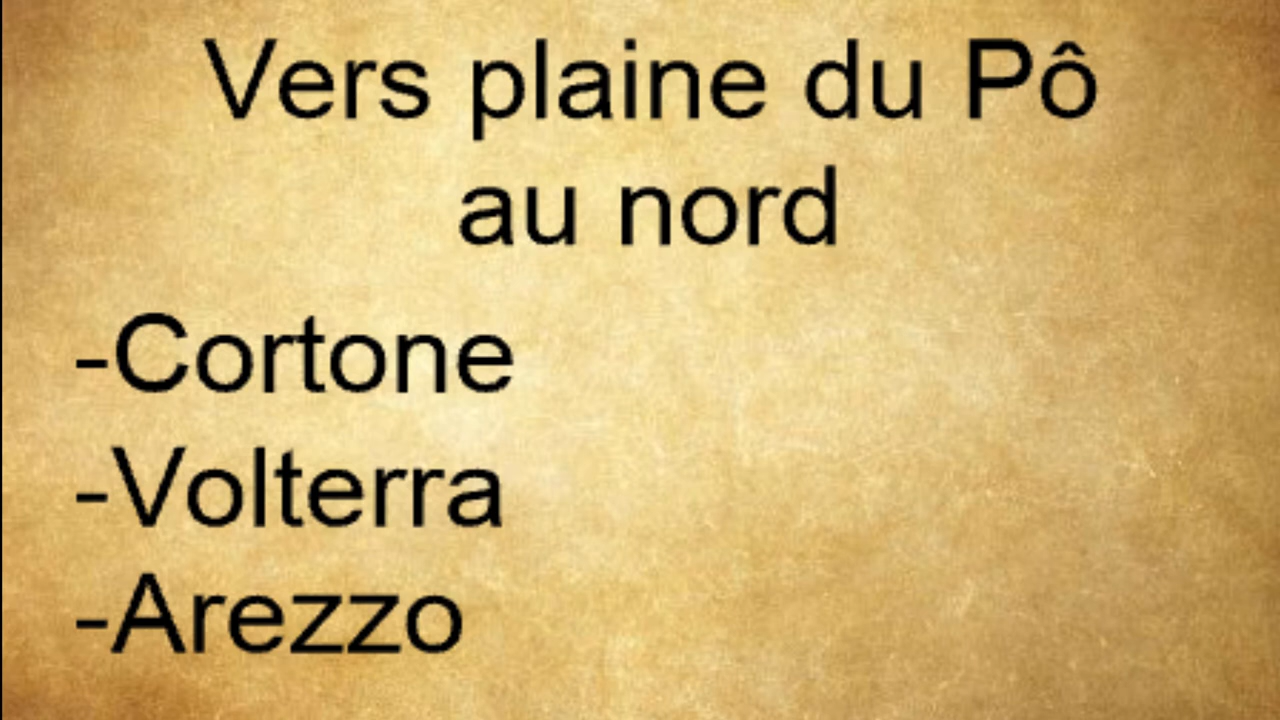 Vers plaine du Pô
au nord
-Cortone
-Volterra
-Arezzo